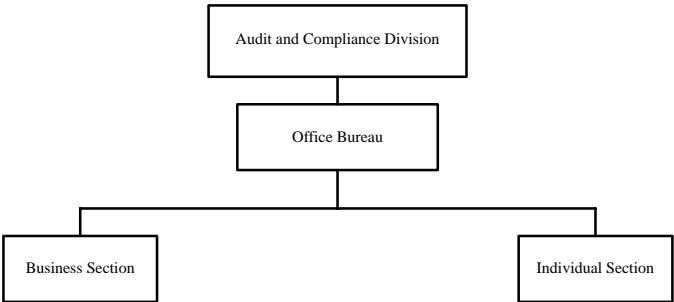 Audit and Compliance Division
Office Bureau
Business Section
Individual Section